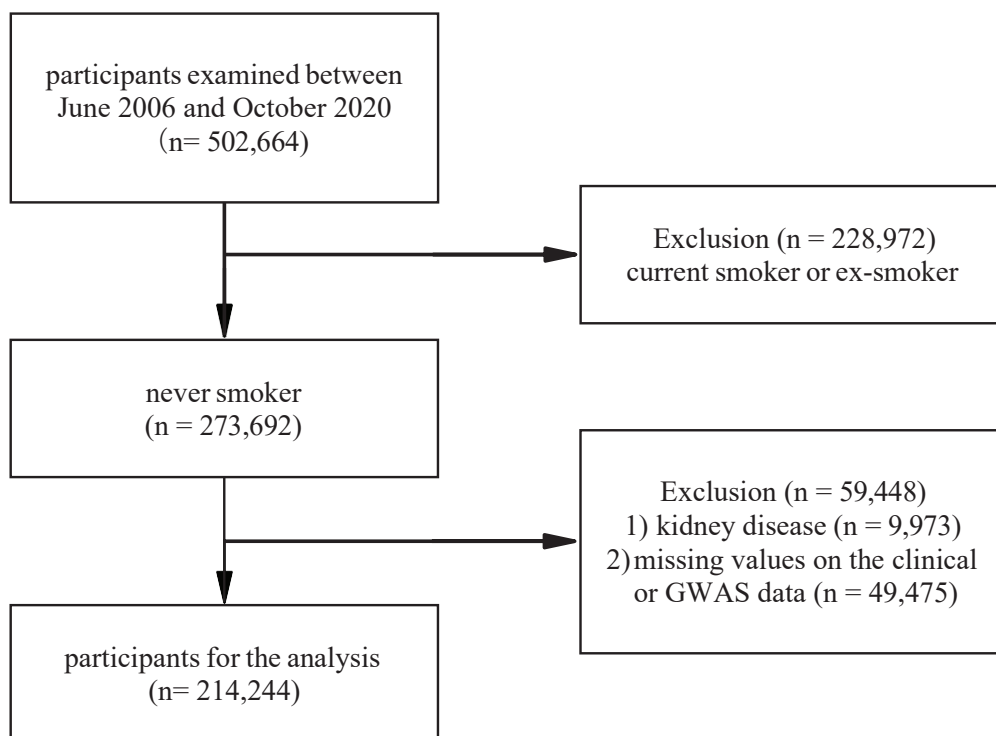 participants examined between
June 2006 and October 2020
（n= 502,664)
Exclusion (n = 228,972)
current smoker or ex-smoker
never smoker
(n = 273,692)
Exclusion (n = 59,448)
1) kidney disease (n = 9,973)
2) missing values on the clinical
or GWAS data (n = 49,475)
participants for the analysis
(n= 214,244)